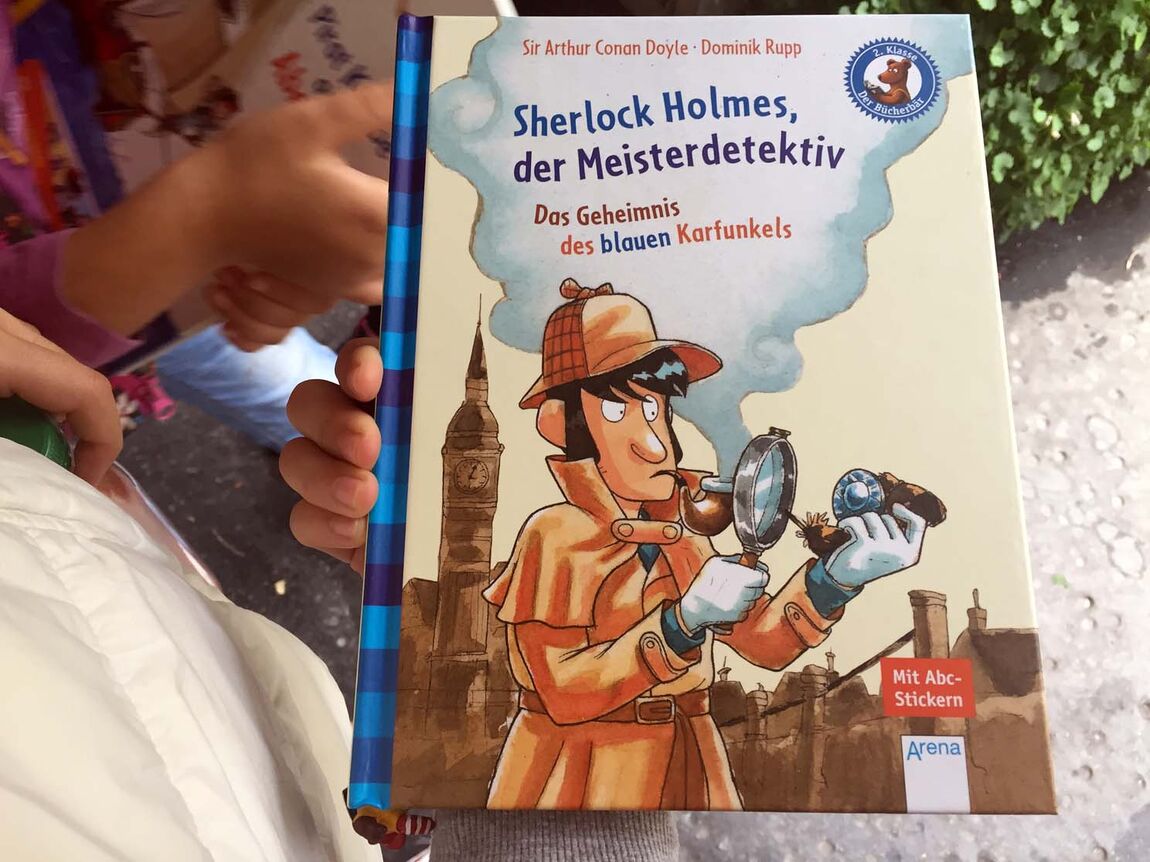 Sir Arthur Conan Doyle · Dominik Rupp
2. Klasse
Der Bücherbär
Sherlock Holmes,
der Meisterdetektiv
Das Geheimnis
des blauen Karfunkels
Mit Abc-
Stickern
Arena